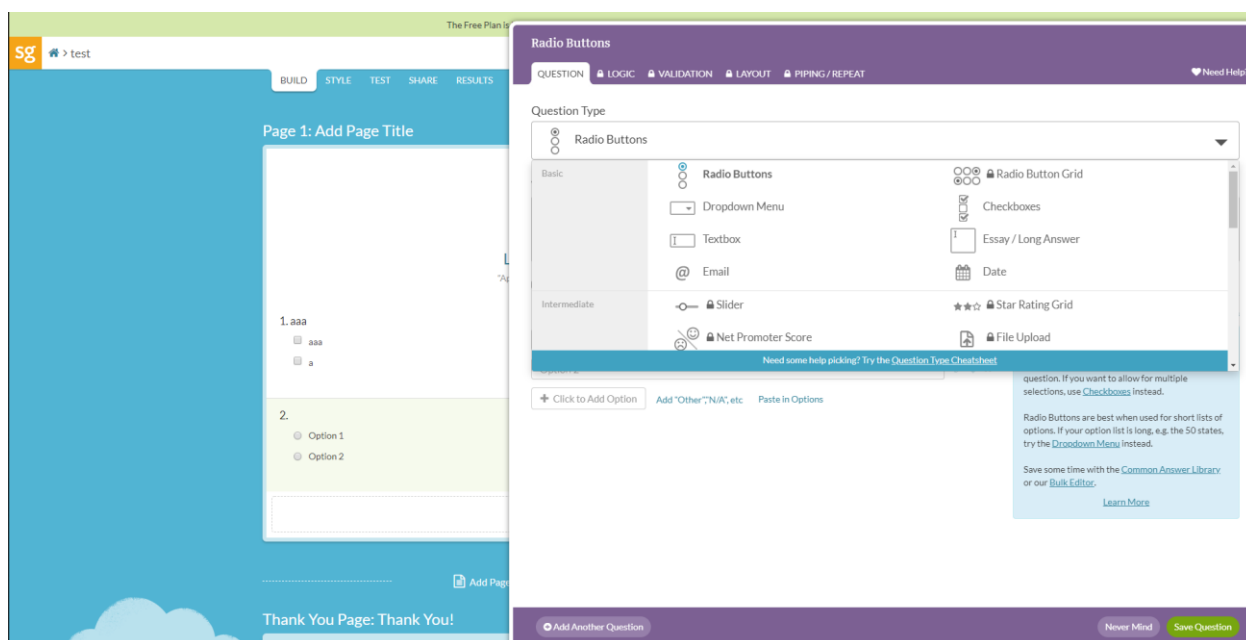 The Free Plan is
sg > test
BUILD STYLE TEST SHARE RESULTS
Page 1: Add Page Title
1. aaa
aaa
a
2.
Option 1
Option 2
Add Page
Thank You Page: Thank You!
Radio Buttons
QUESTION LOGIC VALIDATION LAYOUT PIPING / REPEAT Need Help
Question Type
Radio Buttons
Basic
Radio Buttons Radio Button Grid
Dropdown Menu Checkboxes
Textbox Essay / Long Answer
@ Email Date
Intermediate
Slider Star Rating Grid
Net Promoter Score File Upload
Need some help picking? Try the Question Type Cheatsheet
+ Click to Add Option Add "Other","N/A", etc Paste in Options
question. If you want to allow for multiple
selections, use Checkboxes instead.
Radio Buttons are best when used for short lists of
options. If your option list is long, e.g. the 50 states,
try the Dropdown Menu instead.
Save some time with the Common Answer Library
or our Bulk Editor.
Learn More
Add Another Question Never Mind Save Question